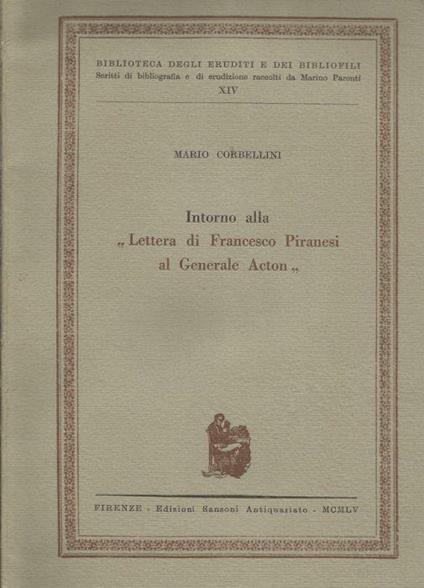 BIBLIOTECA DEGLI ERUDITI E DEI BIBLIOFILI
Scritti di bibliografia e di erudizione raccolti da Marino Parenti
XIV
MARIO CORBELLINI
Intorno alla
„ Lettera di Francesco Piranesi
al Generale Acton „
FIRENZE - Edizioni Sansoni Antiquariato - MCMLV